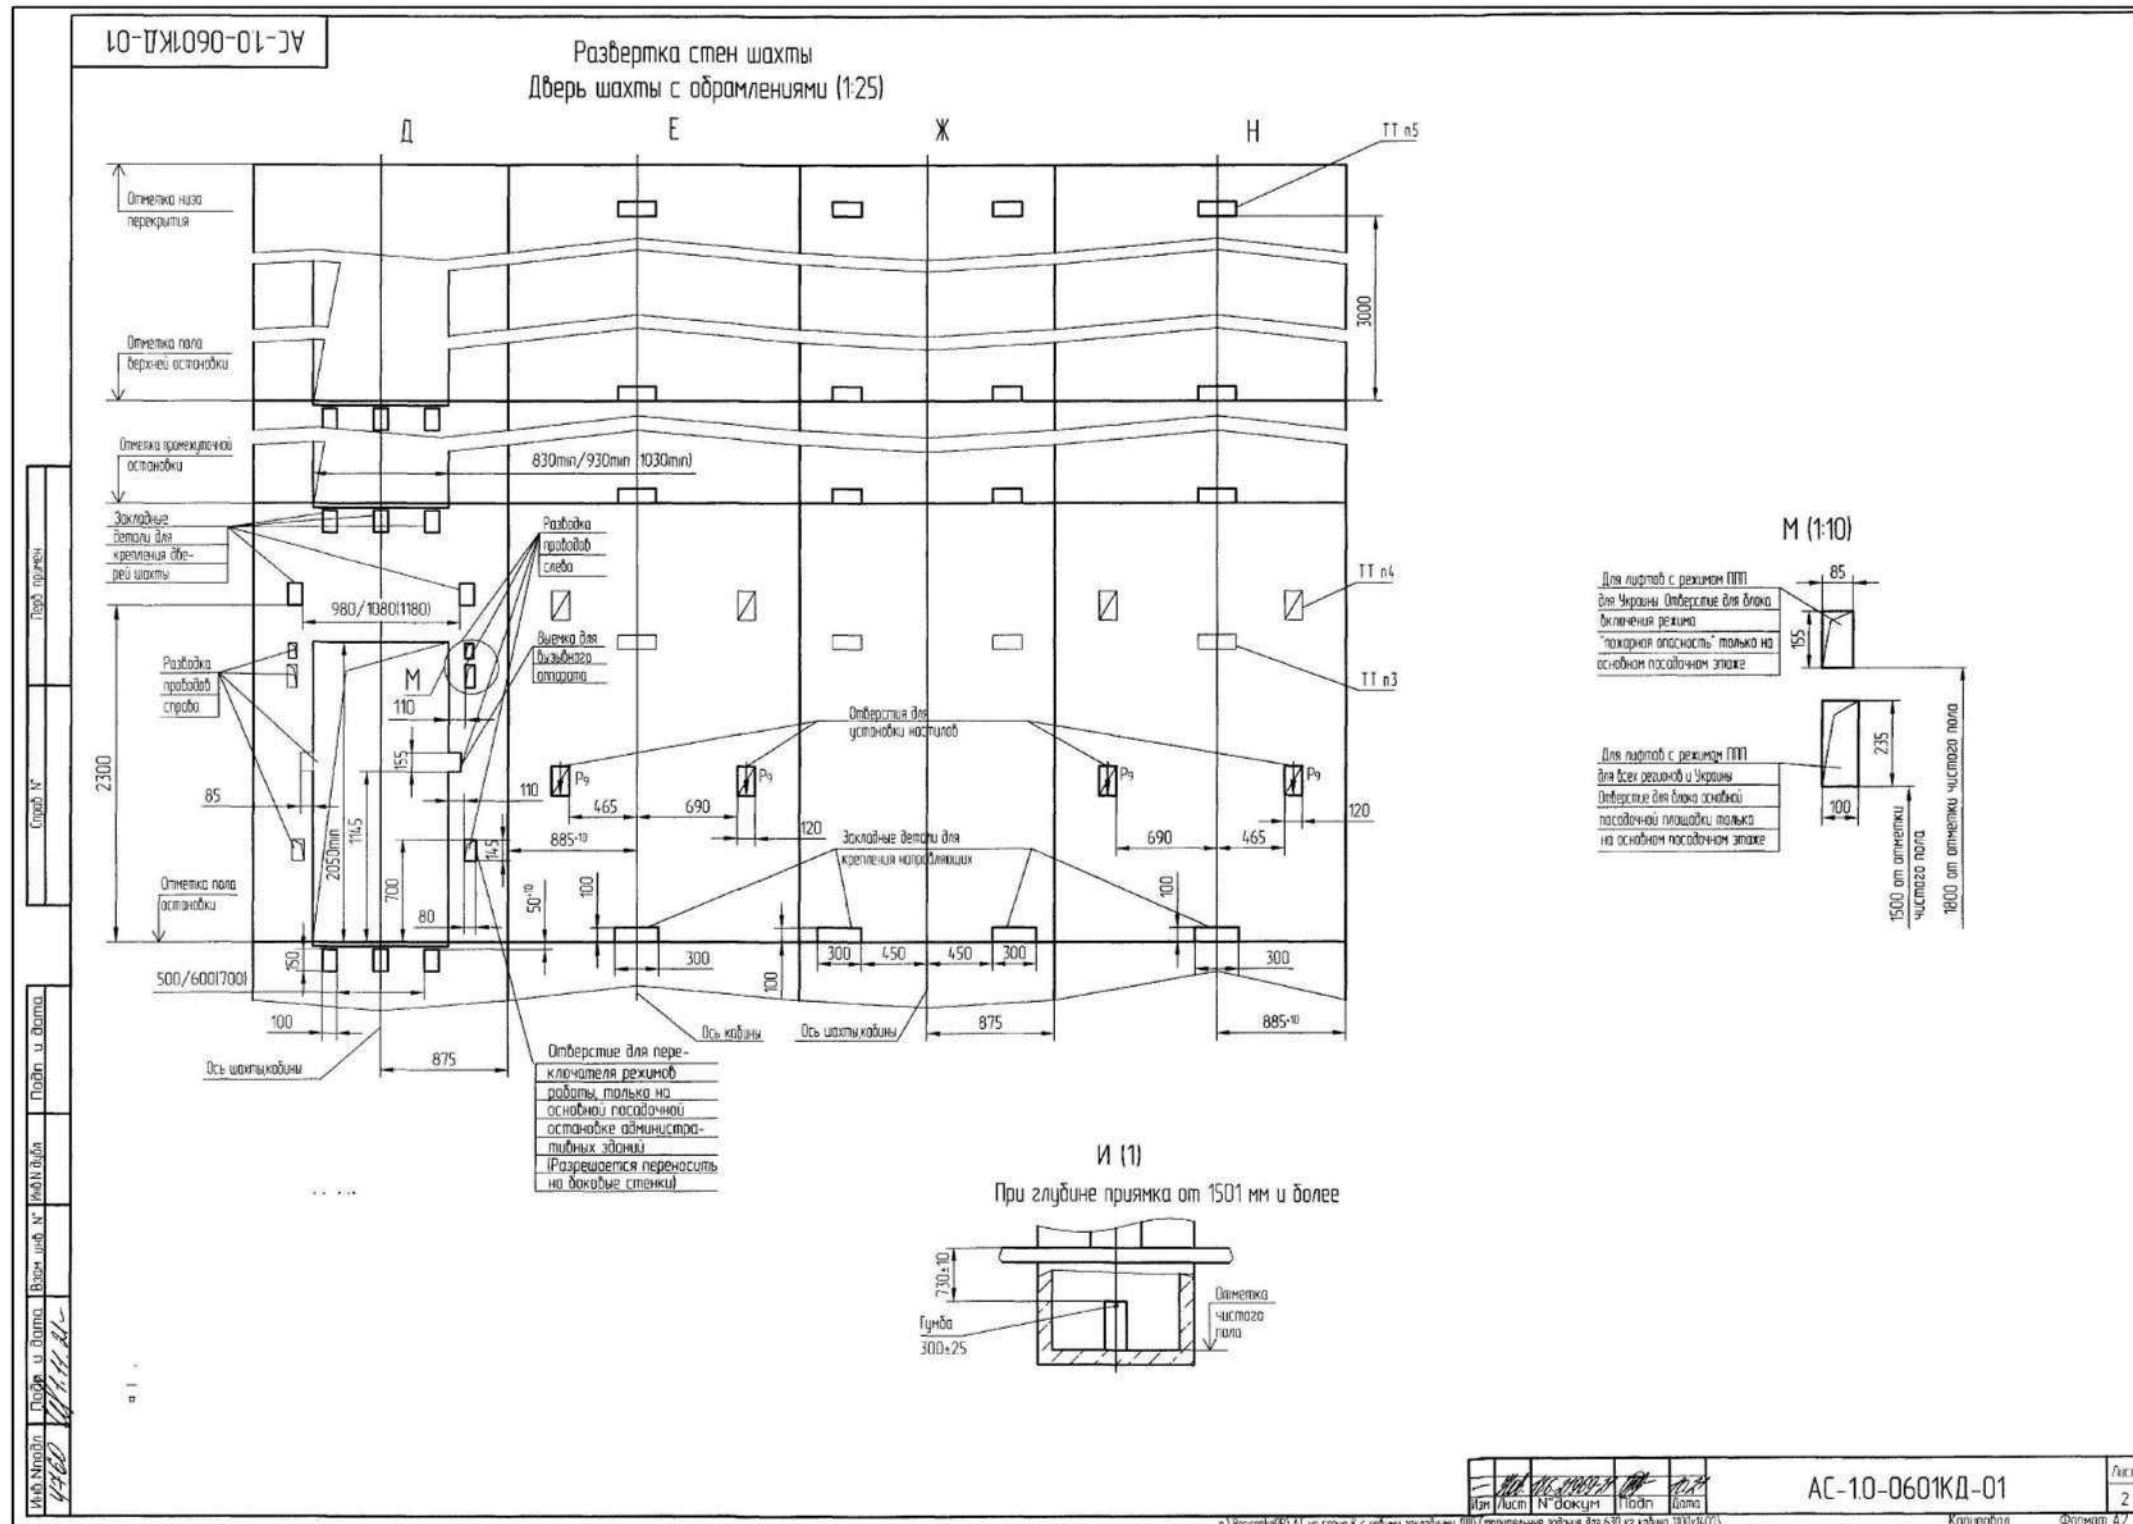 АС-1.0-0601КД-01
Развертка стен шахты
Дверь шахты с обрамлениями (1:25)
Д
Е
Ж
Н
ТТ п5
Отметка низа
перекрытия
3000
Отметка пола
верхней остановки
Отметка промежуточной
остановки
830min/930min (1030min)
Закладные
детали для
крепления две-
рей шахты
980/1080(1180)
Разводка
проводов
слева
Выемка для
вызывного
аппарата
ТТ п4
ТТ п3
Разводка
проводов
справа
М
110
155
85
2300
2050min
1145
700
145
80
110
Отверстия для
установки настилов
Р9
Р9
Р9
Р9
465
690
120
690
465
120
885+10
50+10
Закладные детали для
крепления направляющих
Отметка пола
остановки
100
100
100
150
500/600(700)
100
300
300
450
450
300
300
875
875
885+10
Ось шахты,кабины
Ось кабины
Ось шахты,кабины
Отверстие для пере-
ключателя режимов
работы, только на
основной посадочной
остановке администра-
тивных зданий
(Разрешается переносить
на боковые стенки)
М (1:10)
Для лифтов с режимом ППП
для Украины Отверстие для блока
включения режима
"пожарная опасность" только на
основном посадочном этаже
85
155
Для лифтов с режимом ППП
для всех регионов и Украины
Отверстие для блока основной
посадочной площадки только
на основном посадочном этаже
235
100
1500 от отметки
чистого пола
1800 от отметки чистого пола
И (1)
При глубине приямка от 1501 мм и более
730±10
Тумба
300±25
Отметка
чистого
пола
Перв. примен
Справ N°
Подп и дата
Инв N дубл
Взам инв N°
Подп и дата
Инв N подл
4760
Изм
Лист
N° докум
Подп
Дата
АС-1.0-0601КД-01
Лист
2
Копировал
Формат А2